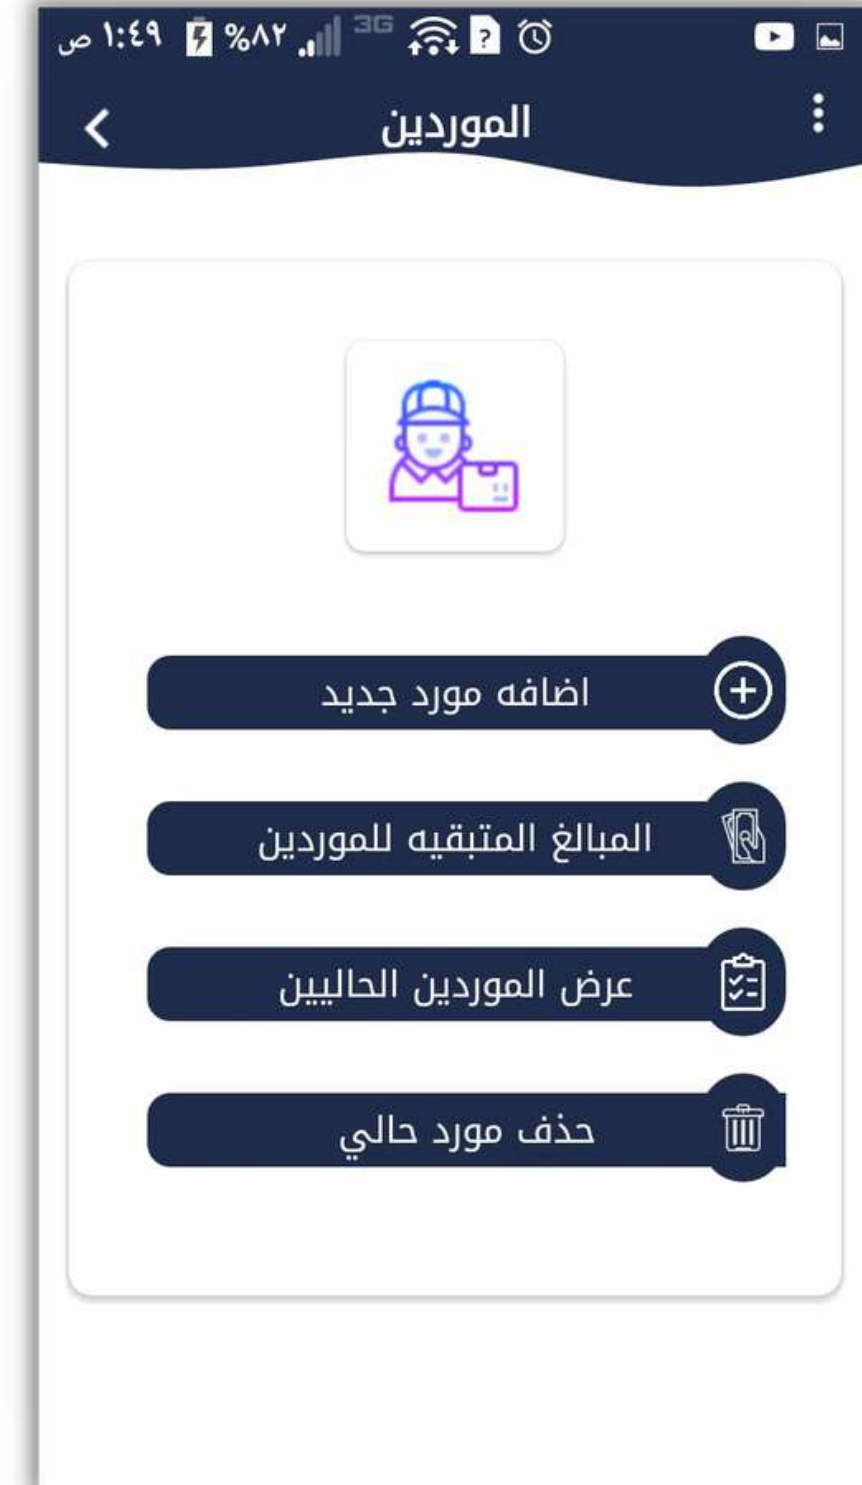 ١:٤٩ ص %٨٢ 3G ?
الموردين
اضافه مورد جديد
المبالغ المتبقيه للموردين
عرض الموردين الحاليين
حذف مورد حالي